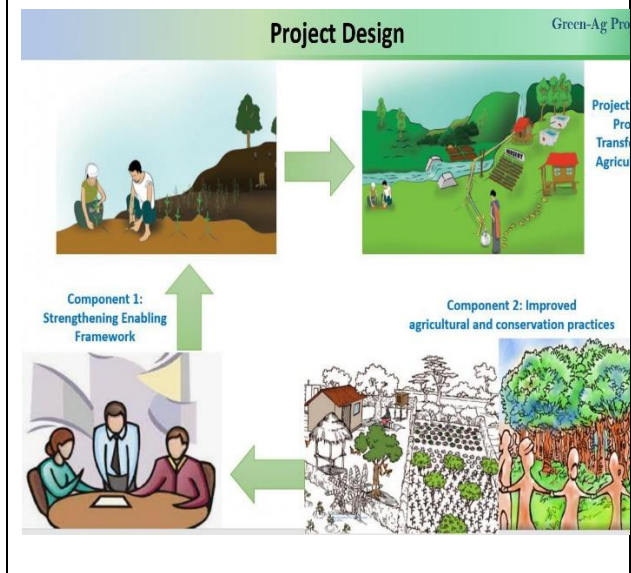 Project Design
Green-Ag Pro
Project
Pro
Transf
Agricu
Component 1:
Strengthening Enabling
Framework
Component 2: Improved
agricultural and conservation practices